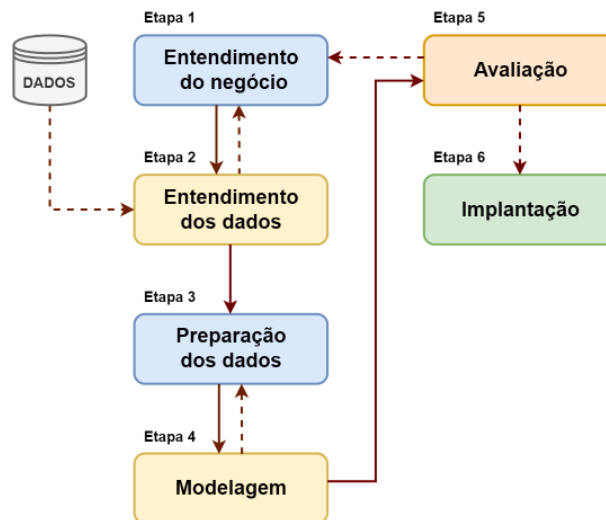 Etapa 1
Entendimento
do negócio
DADOS
Etapa 2
Entendimento
dos dados
Etapa 3
Preparação
dos dados
Etapa 4
Modelagem
Etapa 5
Avaliação
Etapa 6
Implantação